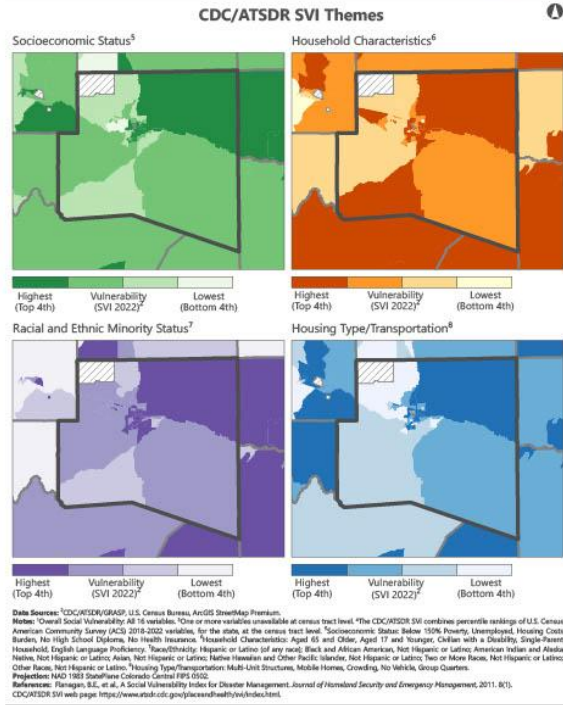 CDC/ATSDR SVI Themes
Socioeconomic Status⁵
Household Characteristics⁶
Highest (Top 4th)
Vulnerability (SVI 2022)²
Lowest (Bottom 4th)
Highest (Top 4th)
Vulnerability (SVI 2022)²
Lowest (Bottom 4th)
Racial and Ethnic Minority Status⁷
Housing Type/Transportation⁸
Highest (Top 4th)
Vulnerability (SVI 2022)²
Lowest (Bottom 4th)
Highest (Top 4th)
Vulnerability (SVI 2022)²
Lowest (Bottom 4th)
Data Sources: ²CDC/ATSDR/GRASP, U.S. Census Bureau, ArcGIS StreetMap Premium.
Notes: ¹Overall Social Vulnerability: All 16 variables. ³One or more variables unavailable at census tract level. ⁴The CDC/ATSDR SVI combines percentile rankings of U.S. Census
American Community Survey (ACS) 2018-2022 variables, for the state, at the census tract level. ⁵Socioeconomic Status: Below 150% Poverty, Unemployed, Housing Costs
Burden, No High School Diploma, No Health Insurance. ⁶Household Characteristics: Aged 65 and Older, Aged 17 and Younger, Civilian with a Disability, Single-Parent
Household, English Language Proficiency. ⁷Race/Ethnicity: Hispanic or Latino (of any race); Black and African American, Not Hispanic or Latino; American Indian and Alaska
Native, Not Hispanic or Latino; Asian, Not Hispanic or Latino; Native Hawaiian and Other Pacific Islander, Not Hispanic or Latino; Two or More Races, Not Hispanic or Latino;
Other Races, Not Hispanic or Latino. ⁸Housing Type/Transportation: Multi-Unit Structures, Mobile Homes, Crowding, No Vehicle, Group Quarters.
Projection: NAD 1983 StatePlane Colorado Central FIPS 0502.
References: Flanagan, B.E., et al., A Social Vulnerability Index for Disaster Management. Journal of Homeland Security and Emergency Management, 2011. 8(1).
CDC/ATSDR SVI web page: https://www.atsdr.cdc.gov/placeandhealth/svi/index.html.